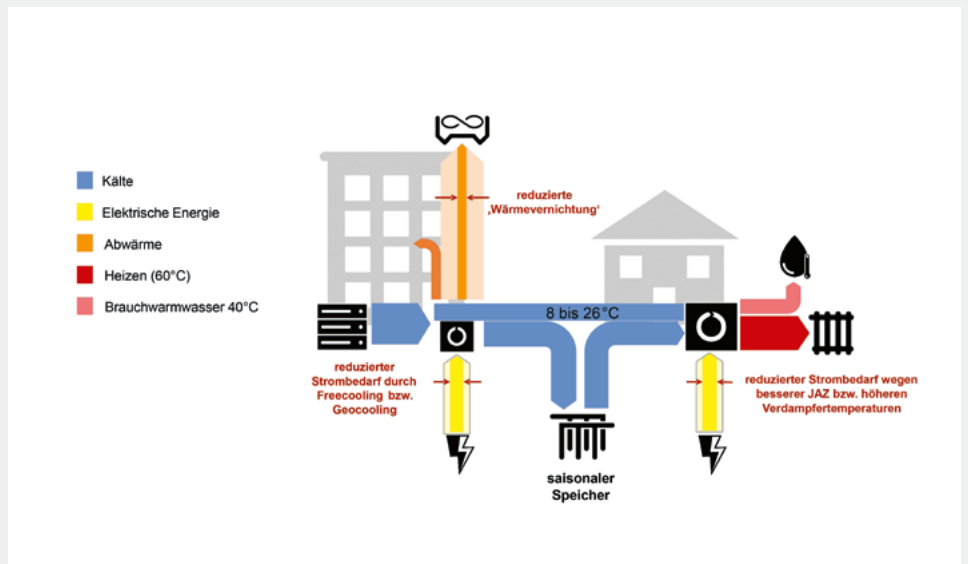 Kälte
Elektrische Energie
Abwärme
Heizen (60°C)
Brauchwarmwasser 40°C
reduzierte
‚Wärmevernichtung‘
8 bis 26°C
reduzierter
Strombedarf durch
Freecooling bzw.
Geocooling
reduzierter Strombedarf wegen
besserer JAZ bzw. höheren
Verdampfertemperaturen
saisonaler
Speicher